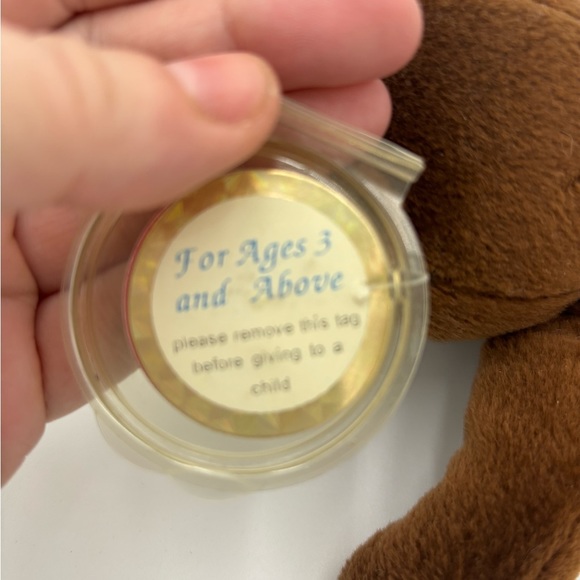 For Ages 3
and Above
please remove this tag
before giving to a
child